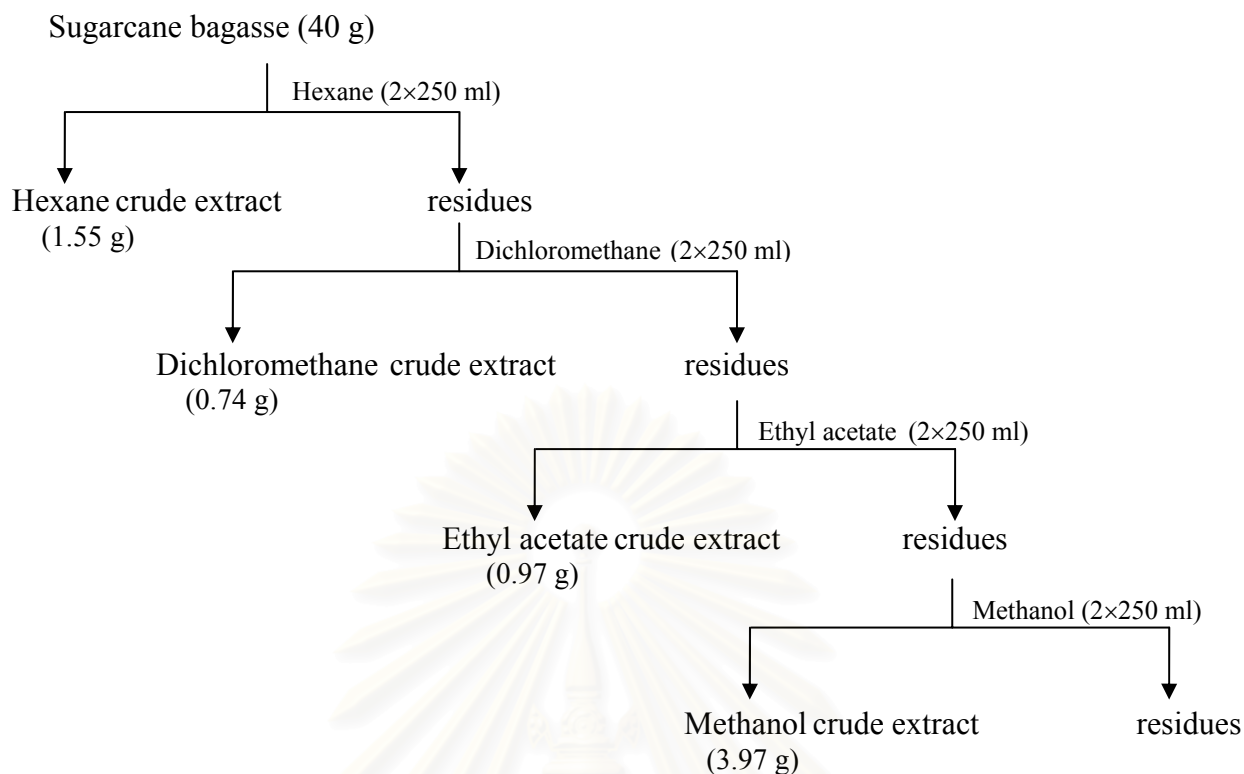 Sugarcane bagasse (40 g)
Hexane (2×250 ml)
Hexane crude extract
(1.55 g)
residues
Dichloromethane (2×250 ml)
Dichloromethane crude extract
(0.74 g)
residues
Ethyl acetate (2×250 ml)
Ethyl acetate crude extract
(0.97 g)
residues
Methanol (2×250 ml)
Methanol crude extract
(3.97 g)
residues